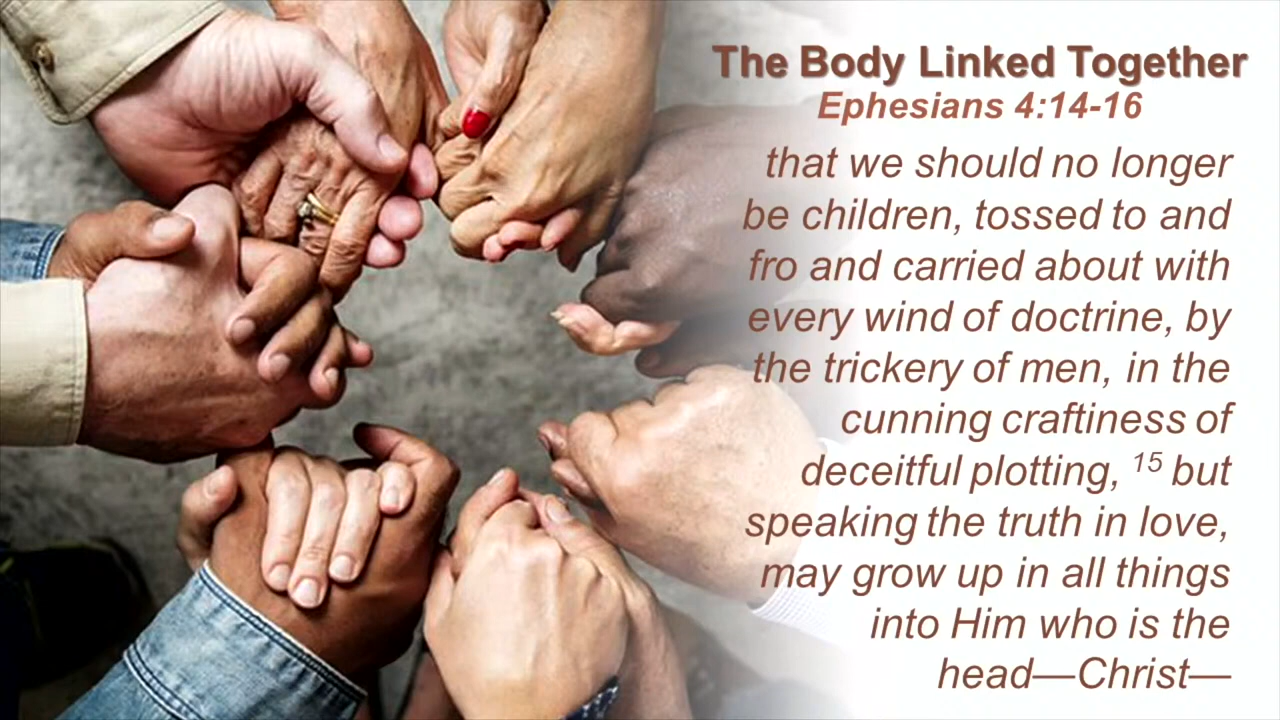 The Body Linked Together
Ephesians 4:14-16
that we should no longer
be children, tossed to and
fro and carried about with
every wind of doctrine, by
the trickery of men, in the
cunning craftiness of
deceitful plotting, 15 but
speaking the truth in love,
may grow up in all things
into Him who is the
head—Christ—